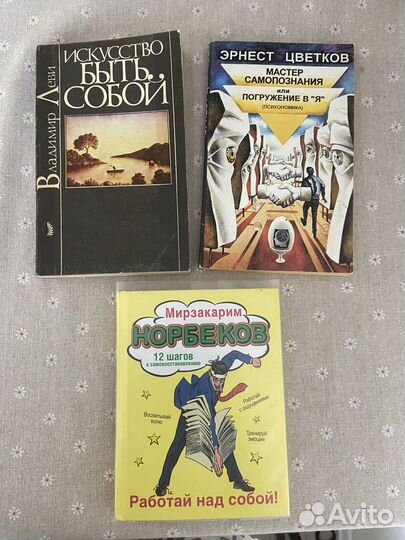 Владимир Леви
ИСКУССТВО
БЫТЬ
СОБОЙ
ЭРНЕСТ ЦВЕТКОВ
МАСТЕР
САМОПОЗНАНИЯ
или
ПОГРУЖЕНИЕ В "Я"
(ПСИХОНОМИКА)
Мирзакарим
НОРБЕКОВ
12 шагов
к самовосстановлению
Воспитывай
волю
Работай
с ощущениями
Тренируй
эмоции
Работай над собой!
Avito